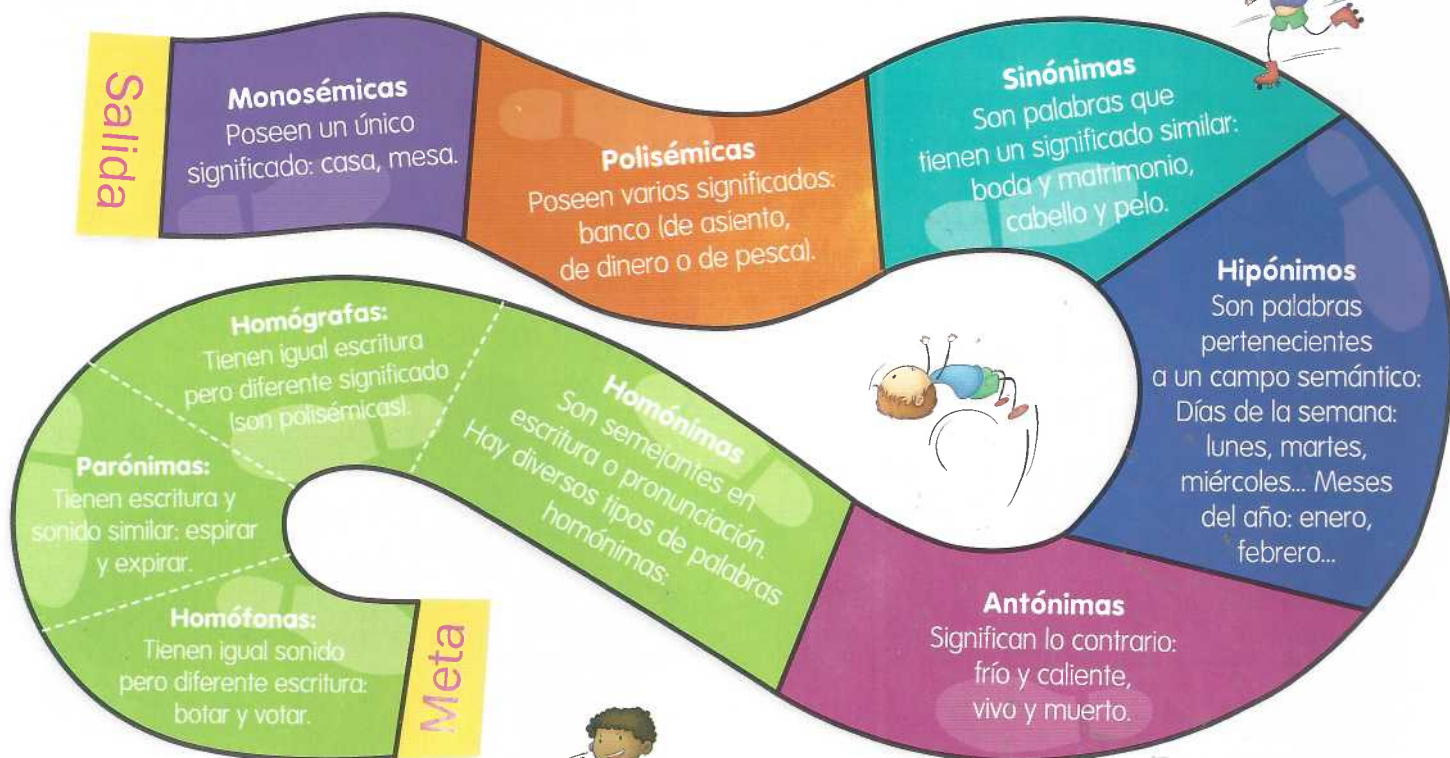 Salida
Monosémicas
Poseen un único
significado: casa, mesa.
Polisémicas
Poseen varios significados:
banco (de asiento,
de dinero o de pesca).
Sinónimas
Son palabras que
tienen un significado similar:
boda y matrimonio,
cabello y pelo.
Hipónimos
Son palabras
pertenecientes
a un campo semántico:
Días de la semana:
lunes, martes,
miércoles... Meses
del año: enero,
febrero...
Antónimas
Significan lo contrario:
frío y caliente,
vivo y muerto.
Homónimas
Son semejantes en
escritura o pronunciación.
Hay diversos tipos de palabras
homónimas:
Homógrafas:
Tienen igual escritura
pero diferente significado
(son polisémicas).
Parónimas:
Tienen escritura y
sonido similar: espirar
y expirar.
Homófonas:
Tienen igual sonido
pero diferente escritura:
botar y votar.
Meta